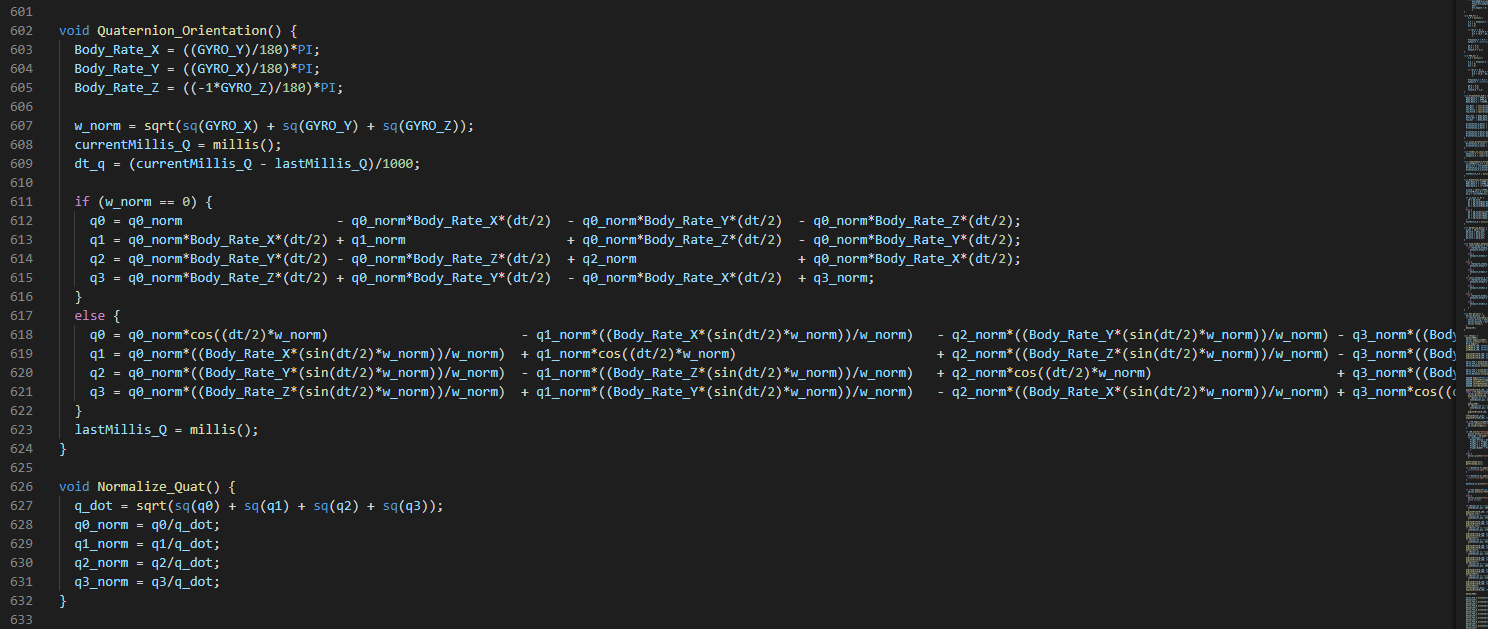 601
602 void Quaternion_Orientation() {
603 Body_Rate_X = ((GYRO_Y)/180)*PI;
604 Body_Rate_Y = ((GYRO_X)/180)*PI;
605 Body_Rate_Z = ((-1*GYRO_Z)/180)*PI;
606
607 w_norm = sqrt(sq(GYRO_X) + sq(GYRO_Y) + sq(GYRO_Z));
608 currentMillis_Q = millis();
609 dt_q = (currentMillis_Q - lastMillis_Q)/1000;
610
611 if (w_norm == 0) {
612 q0 = q0_norm - q0_norm*Body_Rate_X*(dt/2) - q0_norm*Body_Rate_Y*(dt/2) - q0_norm*Body_Rate_Z*(dt/2);
613 q1 = q0_norm*Body_Rate_X*(dt/2) + q1_norm + q0_norm*Body_Rate_Z*(dt/2) - q0_norm*Body_Rate_Y*(dt/2);
614 q2 = q0_norm*Body_Rate_Y*(dt/2) - q0_norm*Body_Rate_Z*(dt/2) + q2_norm + q0_norm*Body_Rate_X*(dt/2);
615 q3 = q0_norm*Body_Rate_Z*(dt/2) + q0_norm*Body_Rate_Y*(dt/2) - q0_norm*Body_Rate_X*(dt/2) + q3_norm;
616 }
617 else {
618 q0 = q0_norm*cos((dt/2)*w_norm) - q1_norm*((Body_Rate_X*(sin(dt/2)*w_norm))/w_norm) - q2_norm*((Body_Rate_Y*(sin(dt/2)*w_norm))/w_norm) - q3_norm*((Body
619 q1 = q0_norm*((Body_Rate_X*(sin(dt/2)*w_norm))/w_norm) + q1_norm*cos((dt/2)*w_norm) + q2_norm*((Body_Rate_Z*(sin(dt/2)*w_norm))/w_norm) - q3_norm*((Body
620 q2 = q0_norm*((Body_Rate_Y*(sin(dt/2)*w_norm))/w_norm) - q1_norm*((Body_Rate_Z*(sin(dt/2)*w_norm))/w_norm) + q2_norm*cos((dt/2)*w_norm) + q3_norm*((Body
621 q3 = q0_norm*((Body_Rate_Z*(sin(dt/2)*w_norm))/w_norm) + q1_norm*((Body_Rate_Y*(sin(dt/2)*w_norm))/w_norm) - q2_norm*((Body_Rate_X*(sin(dt/2)*w_norm))/w_norm) + q3_norm*cos((
622 }
623 lastMillis_Q = millis();
624 }
625
626 void Normalize_Quat() {
627 q_dot = sqrt(sq(q0) + sq(q1) + sq(q2) + sq(q3));
628 q0_norm = q0/q_dot;
629 q1_norm = q1/q_dot;
630 q2_norm = q2/q_dot;
631 q3_norm = q3/q_dot;
632 }
633